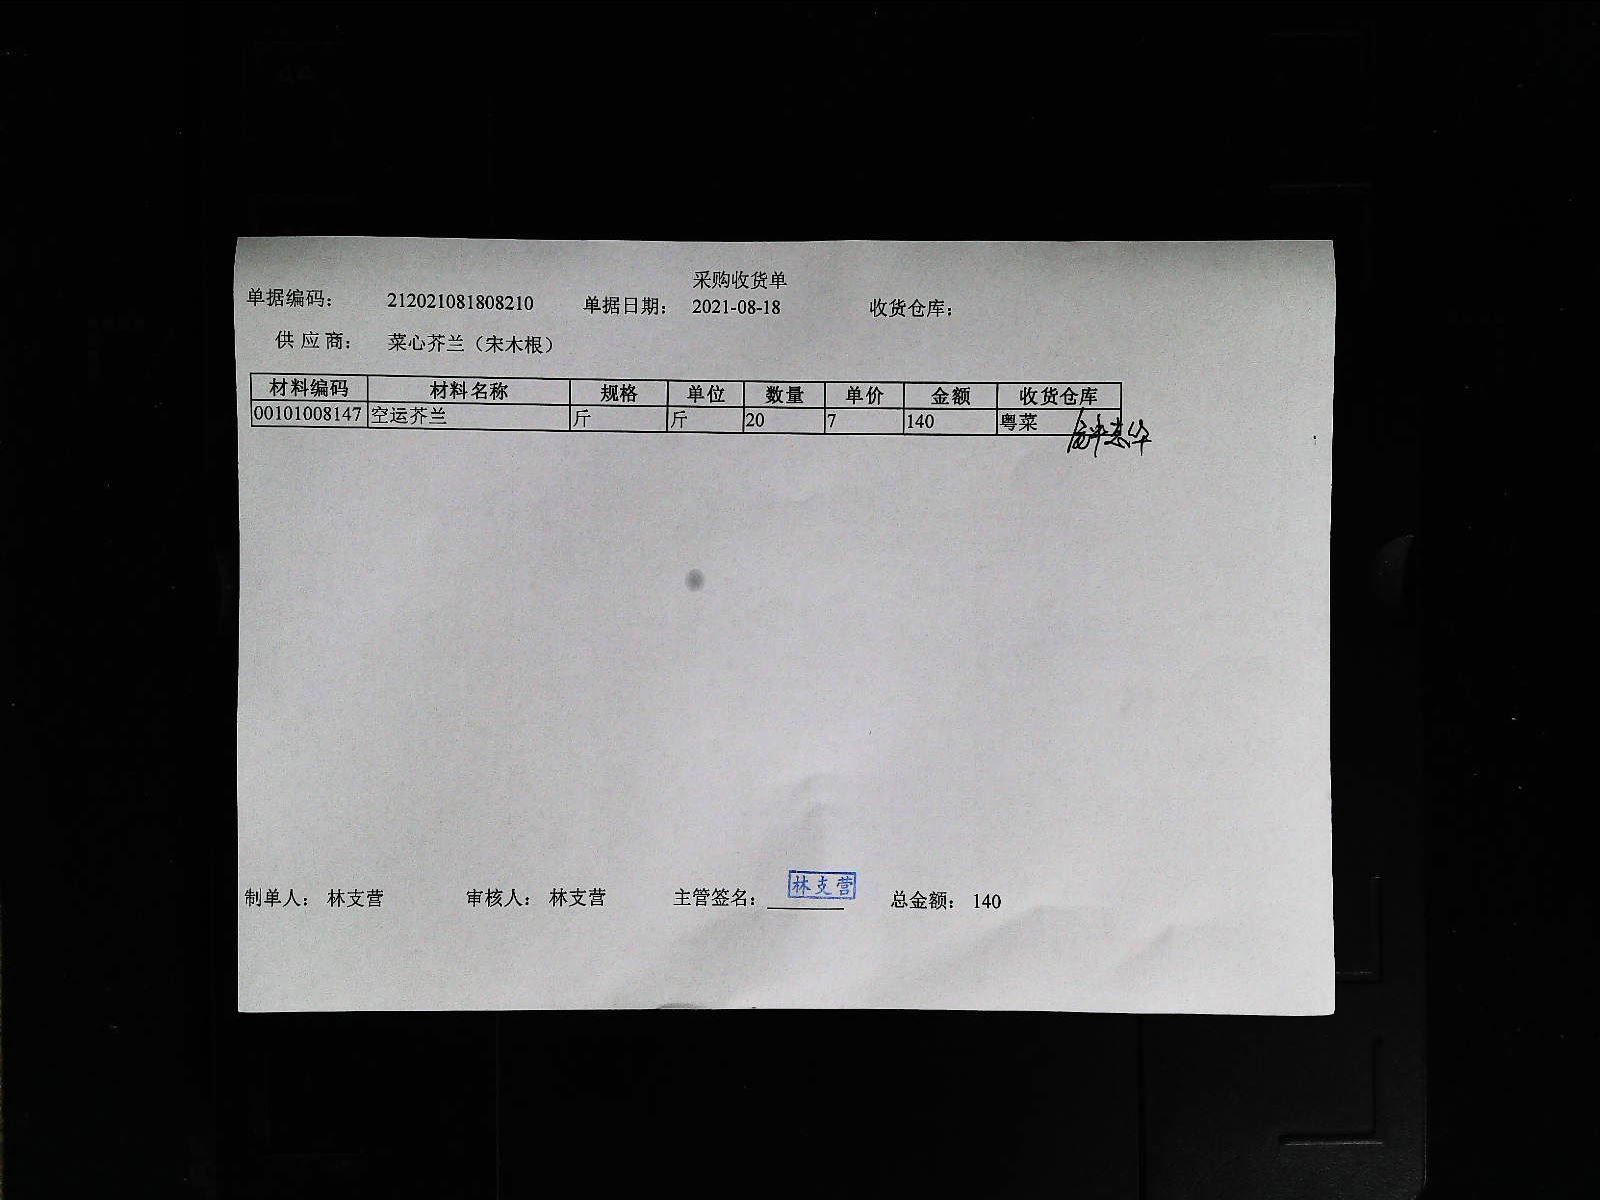 采购收货单
单据编码： 212021081808210 单据日期： 2021-08-18 收货仓库：
供 应 商： 菜心芥兰（宋木根）
材料编码 材料名称 规格 单位 数量 单价 金额 收货仓库
00101008147 空运芥兰 斤 斤 20 7 140 粤菜
制单人： 林支营 审核人： 林支营 主管签名： 林支营 总金额： 140